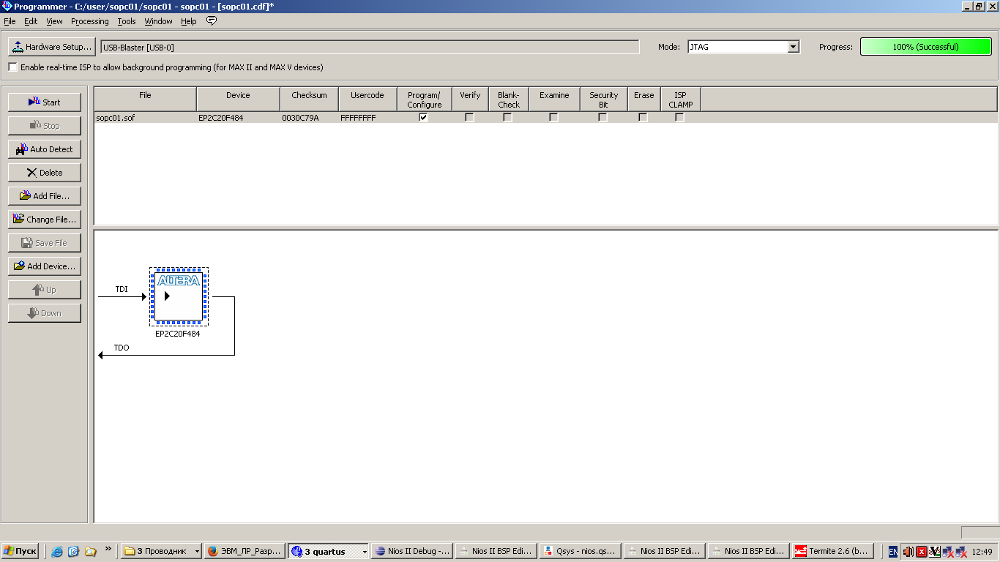 Programmer - C:/user/sopc01/sopc01 - sopc01 - [sopc01.cdf]*
File Edit View Processing Tools Window Help
Hardware Setup... USB-Blaster [USB-0] Mode: JTAG Progress: 100% (Successful)
Enable real-time ISP to allow background programming (for MAX II and MAX V devices)
File Device Checksum Usercode Program/ Configure Verify Blank- Check Examine Security Bit Erase ISP CLAMP
sopc01.sof EP2C20F484 0030C79A FFFFFFFF
Start
Stop
Auto Detect
Delete
Add File...
Change File...
Save File
Add Device...
Up
Down
ALTERA
TDI
EP2C20F484
TDO
Пуск » 3 Проводник ЭВМ_ЛР_Разр... 3 quartus Nios II Debug -... Nios II BSP Edi... Qsys - nios.qs... Nios II BSP Edi... Nios II BSP Edi... Termite 2.6 (b... EN 12:49